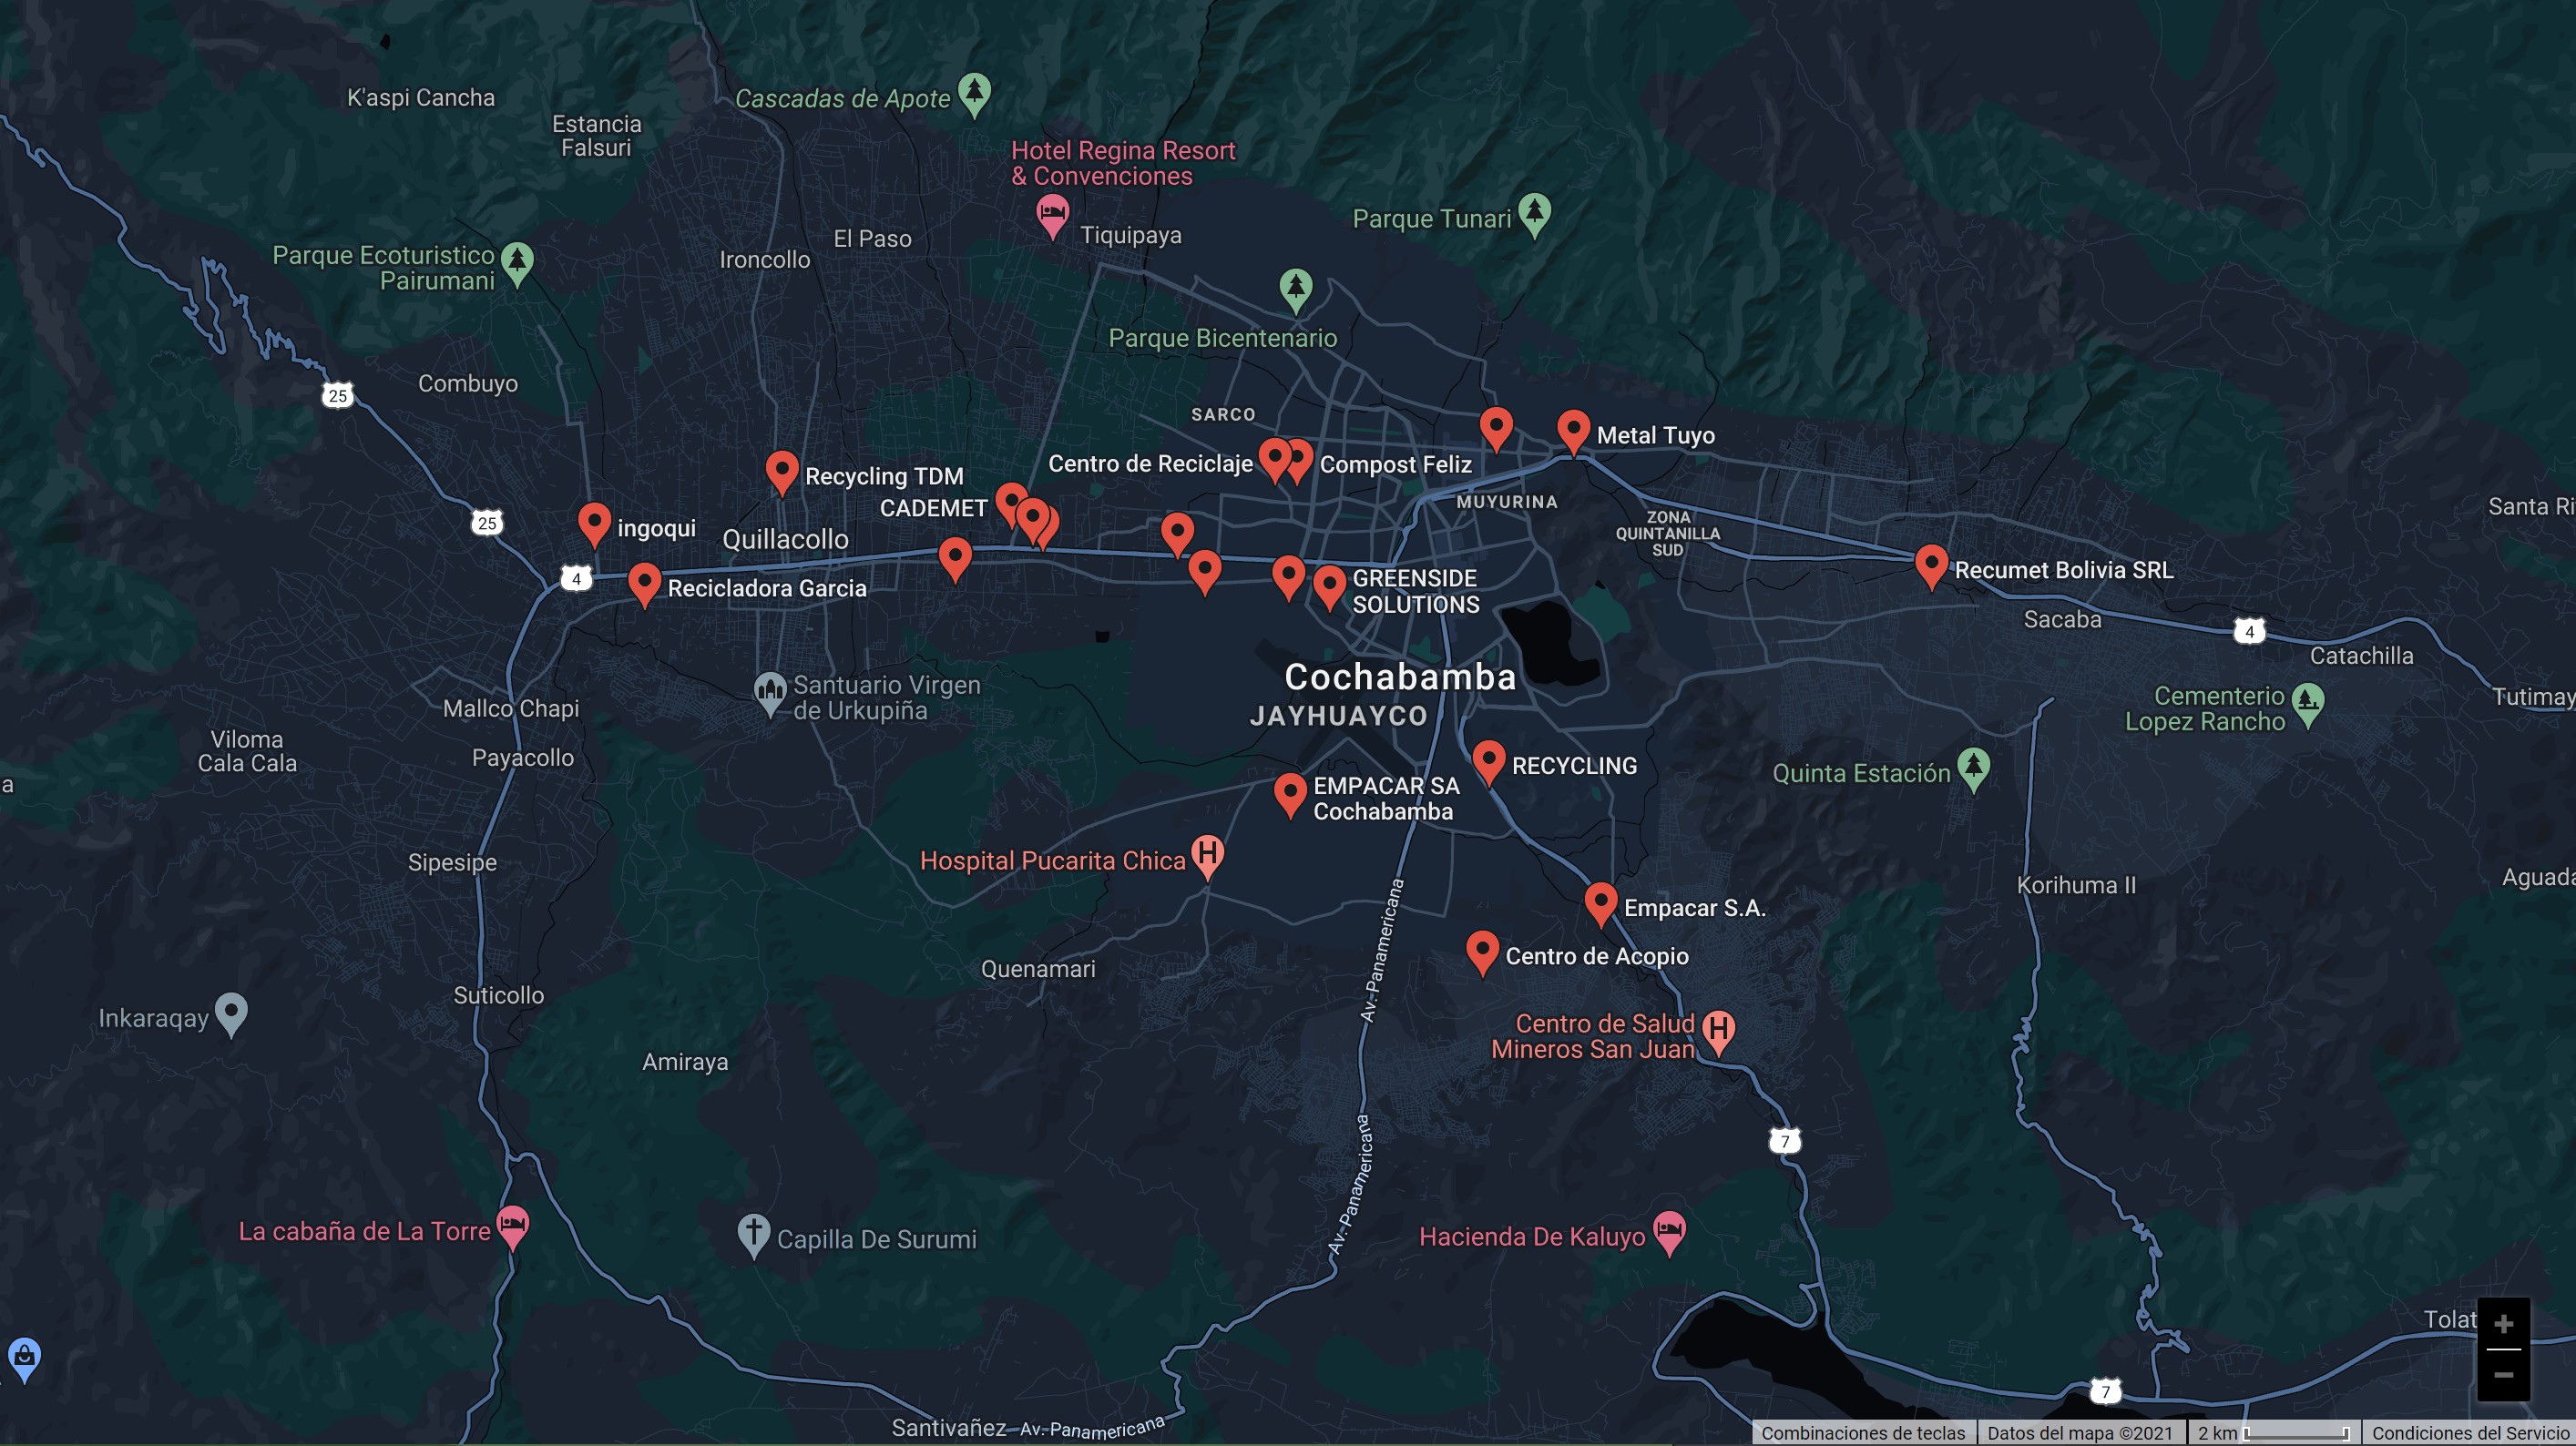 K'aspi Cancha
Estancia
Falsuri
Cascadas de Apote
Hotel Regina Resort
& Convenciones
Parque Tunari
El Paso
Tiquipaya
Parque Ecoturistico
Pairumani
Ironcollo
Parque Bicentenario
25
Combuyo
SARCO
Metal Tuyo
Centro de Reciclaje
Compost Feliz
Recycling TDM
CADEMET
MUYURINA
Santa Ri
25
ingoqui
Quillacollo
ZONA
QUINTANILLA
SUD
4
Recicladora Garcia
GREENSIDE
SOLUTIONS
Recumet Bolivia SRL
Sacaba
4
Catachilla
Cochabamba
JAYHUAYCO
Santuario Virgen
de Urkupiña
Mallco Chapi
Cementerio
Lopez Rancho
Tutimay
Viloma
Cala Cala
Payacollo
RECYCLING
Quinta Estación
a
EMPACAR SA
Cochabamba
Sipesipe
Hospital Pucarita Chica
Korihuma II
Aguada
Empacar S.A.
Av. Panamericana
Centro de Acopio
Quenamari
Suticollo
Inkaraqay
Centro de Salud
Mineros San Juan
Amiraya
7
Av. Panamericana
La cabaña de La Torre
Capilla De Surumi
Hacienda De Kaluyo
Tolat
7
Santivañez
Av. Panamericana
Combinaciones de teclas
Datos del mapa ©2021
2 km
Condiciones del Servicio